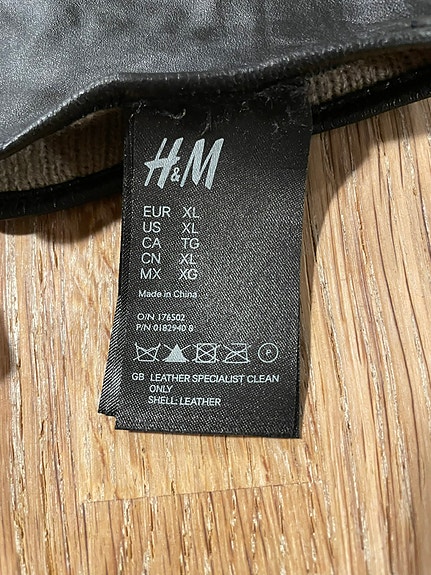 H&M
EUR XL
US XL
CA TG
CN XL
MX XG
Made in China
O/N 176502
P/N 0182940 8
P
GB LEATHER SPECIALIST CLEAN
ONLY
SHELL: LEATHER